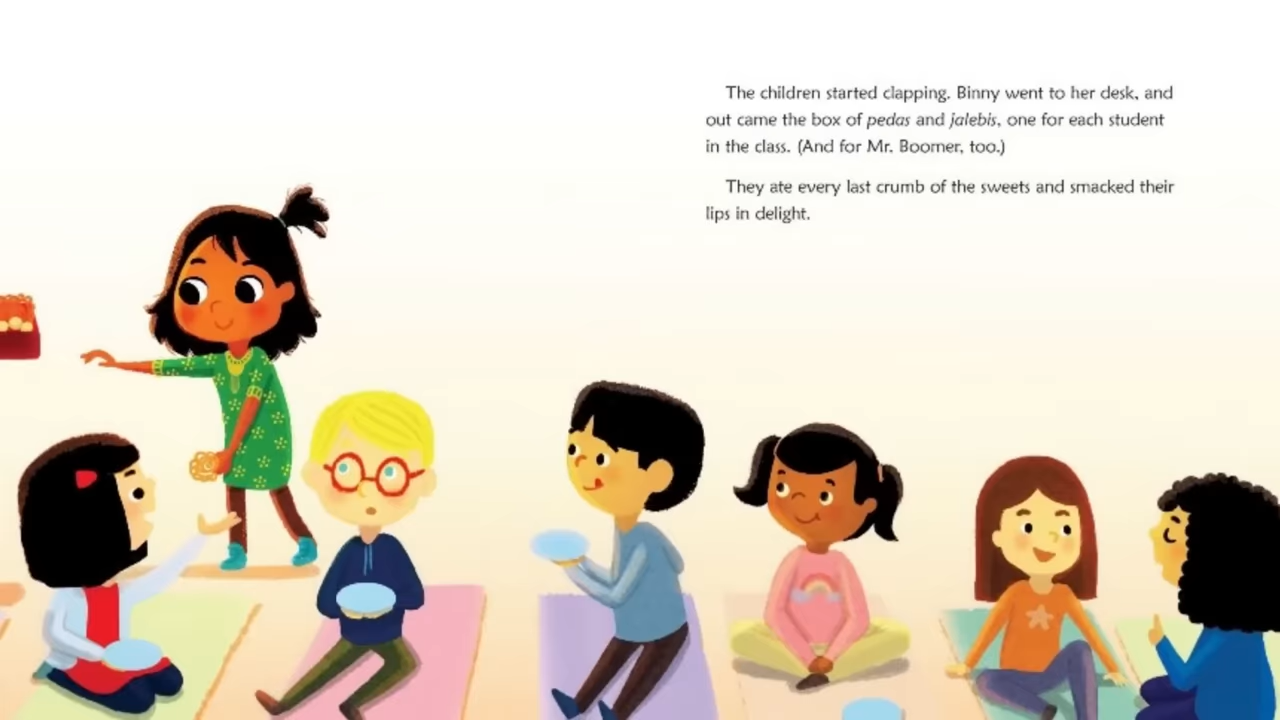 The children started clapping. Binny went to her desk, and
out came the box of pedas and jalebis, one for each student
in the class. (And for Mr. Boomer, too.)
They ate every last crumb of the sweets and smacked their
lips in delight.